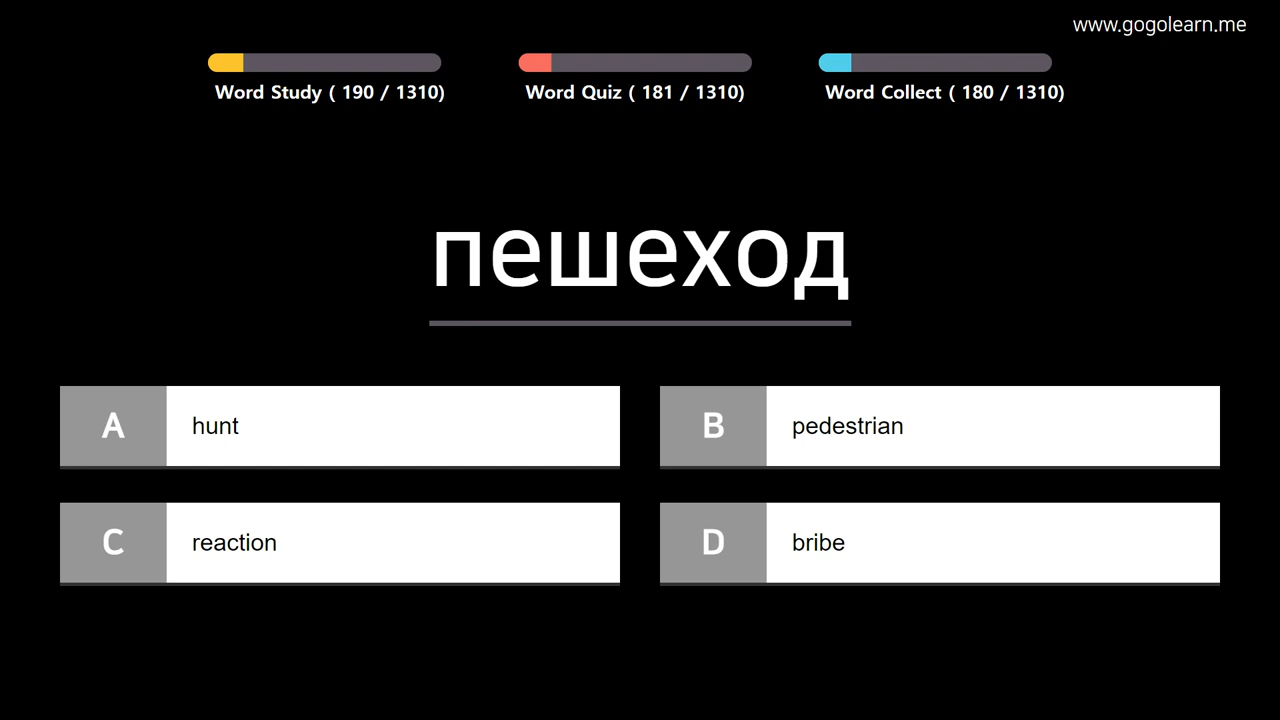 www.gogolearn.me
Word Study ( 190 / 1310)
Word Quiz ( 181 / 1310)
Word Collect ( 180 / 1310)
пешеход
A hunt
B pedestrian
C reaction
D bribe